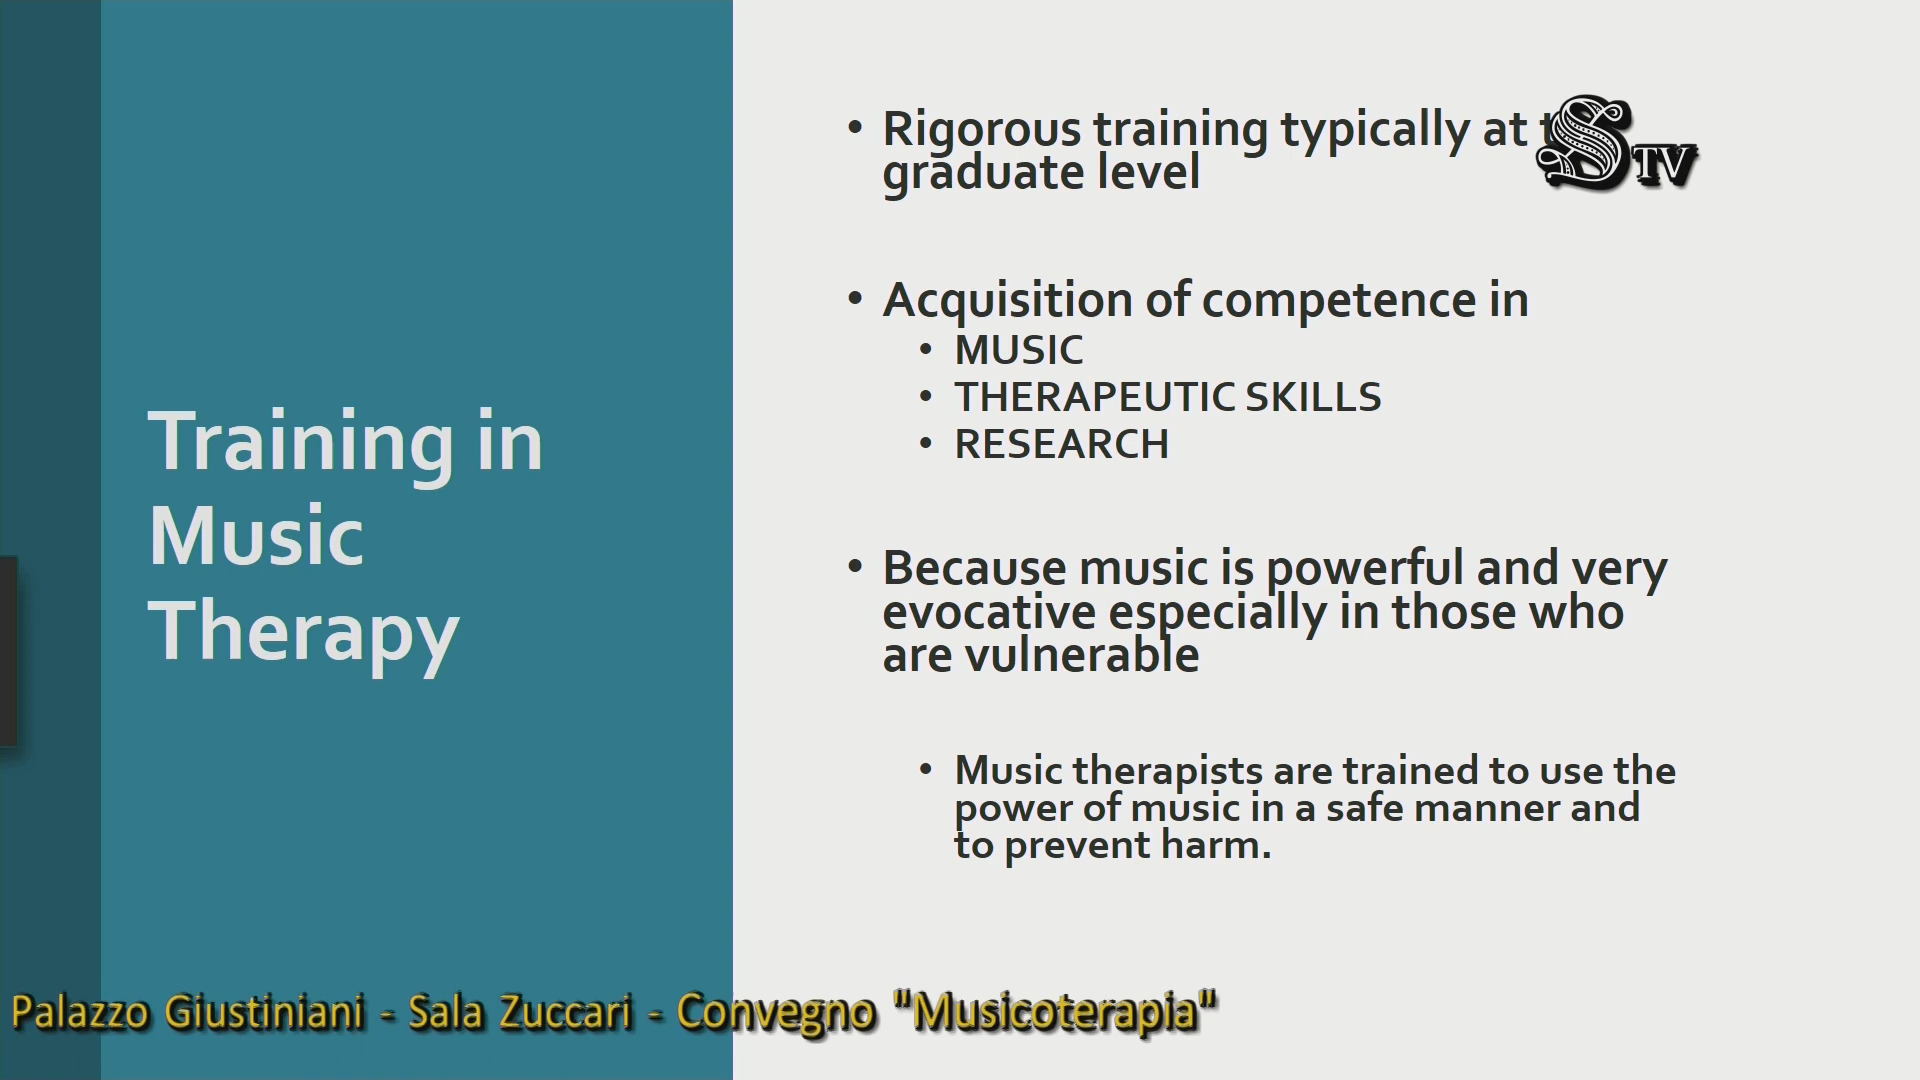 Training in
Music
Therapy
• Rigorous training typically at
graduate level
• Acquisition of competence in
• MUSIC
• THERAPEUTIC SKILLS
• RESEARCH
• Because music is powerful and very
evocative especially in those who
are vulnerable
• Music therapists are trained to use the
power of music in a safe manner and
to prevent harm.
S TV
Palazzo Giustiniani - Sala Zuccari - Convegno "Musicoterapia"